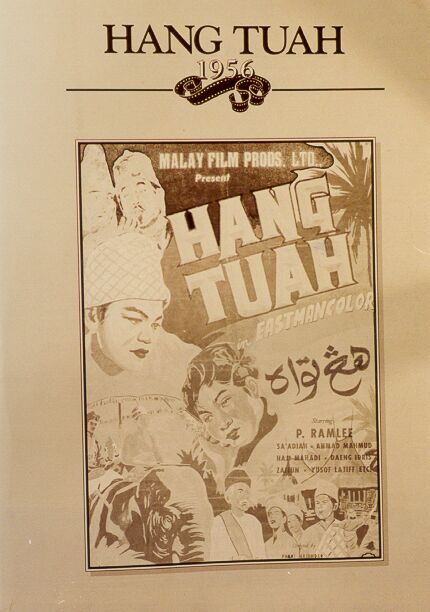 HANG TUAH
1956
MALAY FILM PRODS. LTD.,
Present
HANG
TUAH
in EASTMANCOLOR
هڠ تواه
Starring
P. RAMLEE
SA'ADIAH - AHMAD MAHMUD
HAJI MAHADI - DAENG IDRIS
ZAITUN - YUSOF LATIFF ETC.